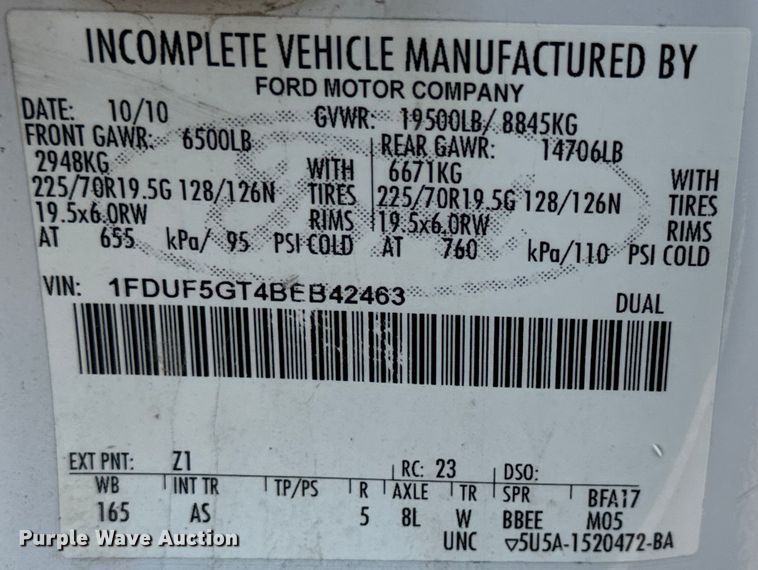 INCOMPLETE VEHICLE MANUFACTURED BY
FORD MOTOR COMPANY
DATE: 10/10 GVWR: 19500LB/ 8845KG
FRONT GAWR: 6500LB REAR GAWR: 14706LB
2948KG WITH 6671KG WITH
225/70R19.5G 128/126N TIRES 225/70R19.5G 128/126N TIRES
19.5x6.0RW RIMS 19.5x6.0RW RIMS
AT 655 kPa/ 95 PSI COLD AT 760 kPa/110 PSI COLD
VIN: 1FDUF5GT4BEB42463 DUAL
EXT PNT: Z1 RC: 23 DSO:
WB INT TR TP/PS R AXLE TR SPR BFA17
165 AS 5 8L W BBEE M05
UNC ▽5U5A-1520472-BA
Purple Wave Auction